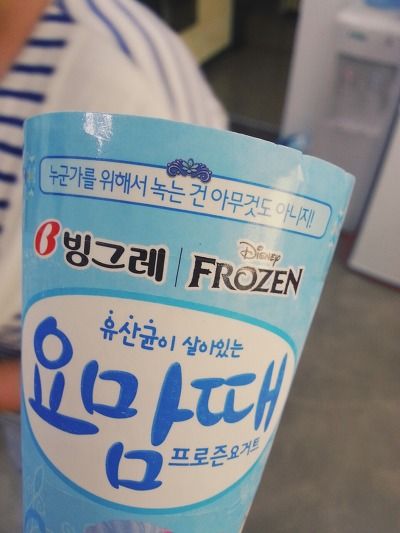 누군가를 위해서 녹는 건 아무것도 아니지!
B 빙그레 | DISNEY FROZEN
유산균이 살아있는
요맘때
프로즌요거트